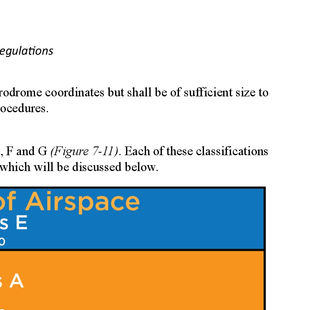 egulations
rodrome coordinates but shall be of sufficient size to
ocedures.
, F and G (Figure 7-11). Each of these classifications
which will be discussed below.
of Airspace
s E
0
s A